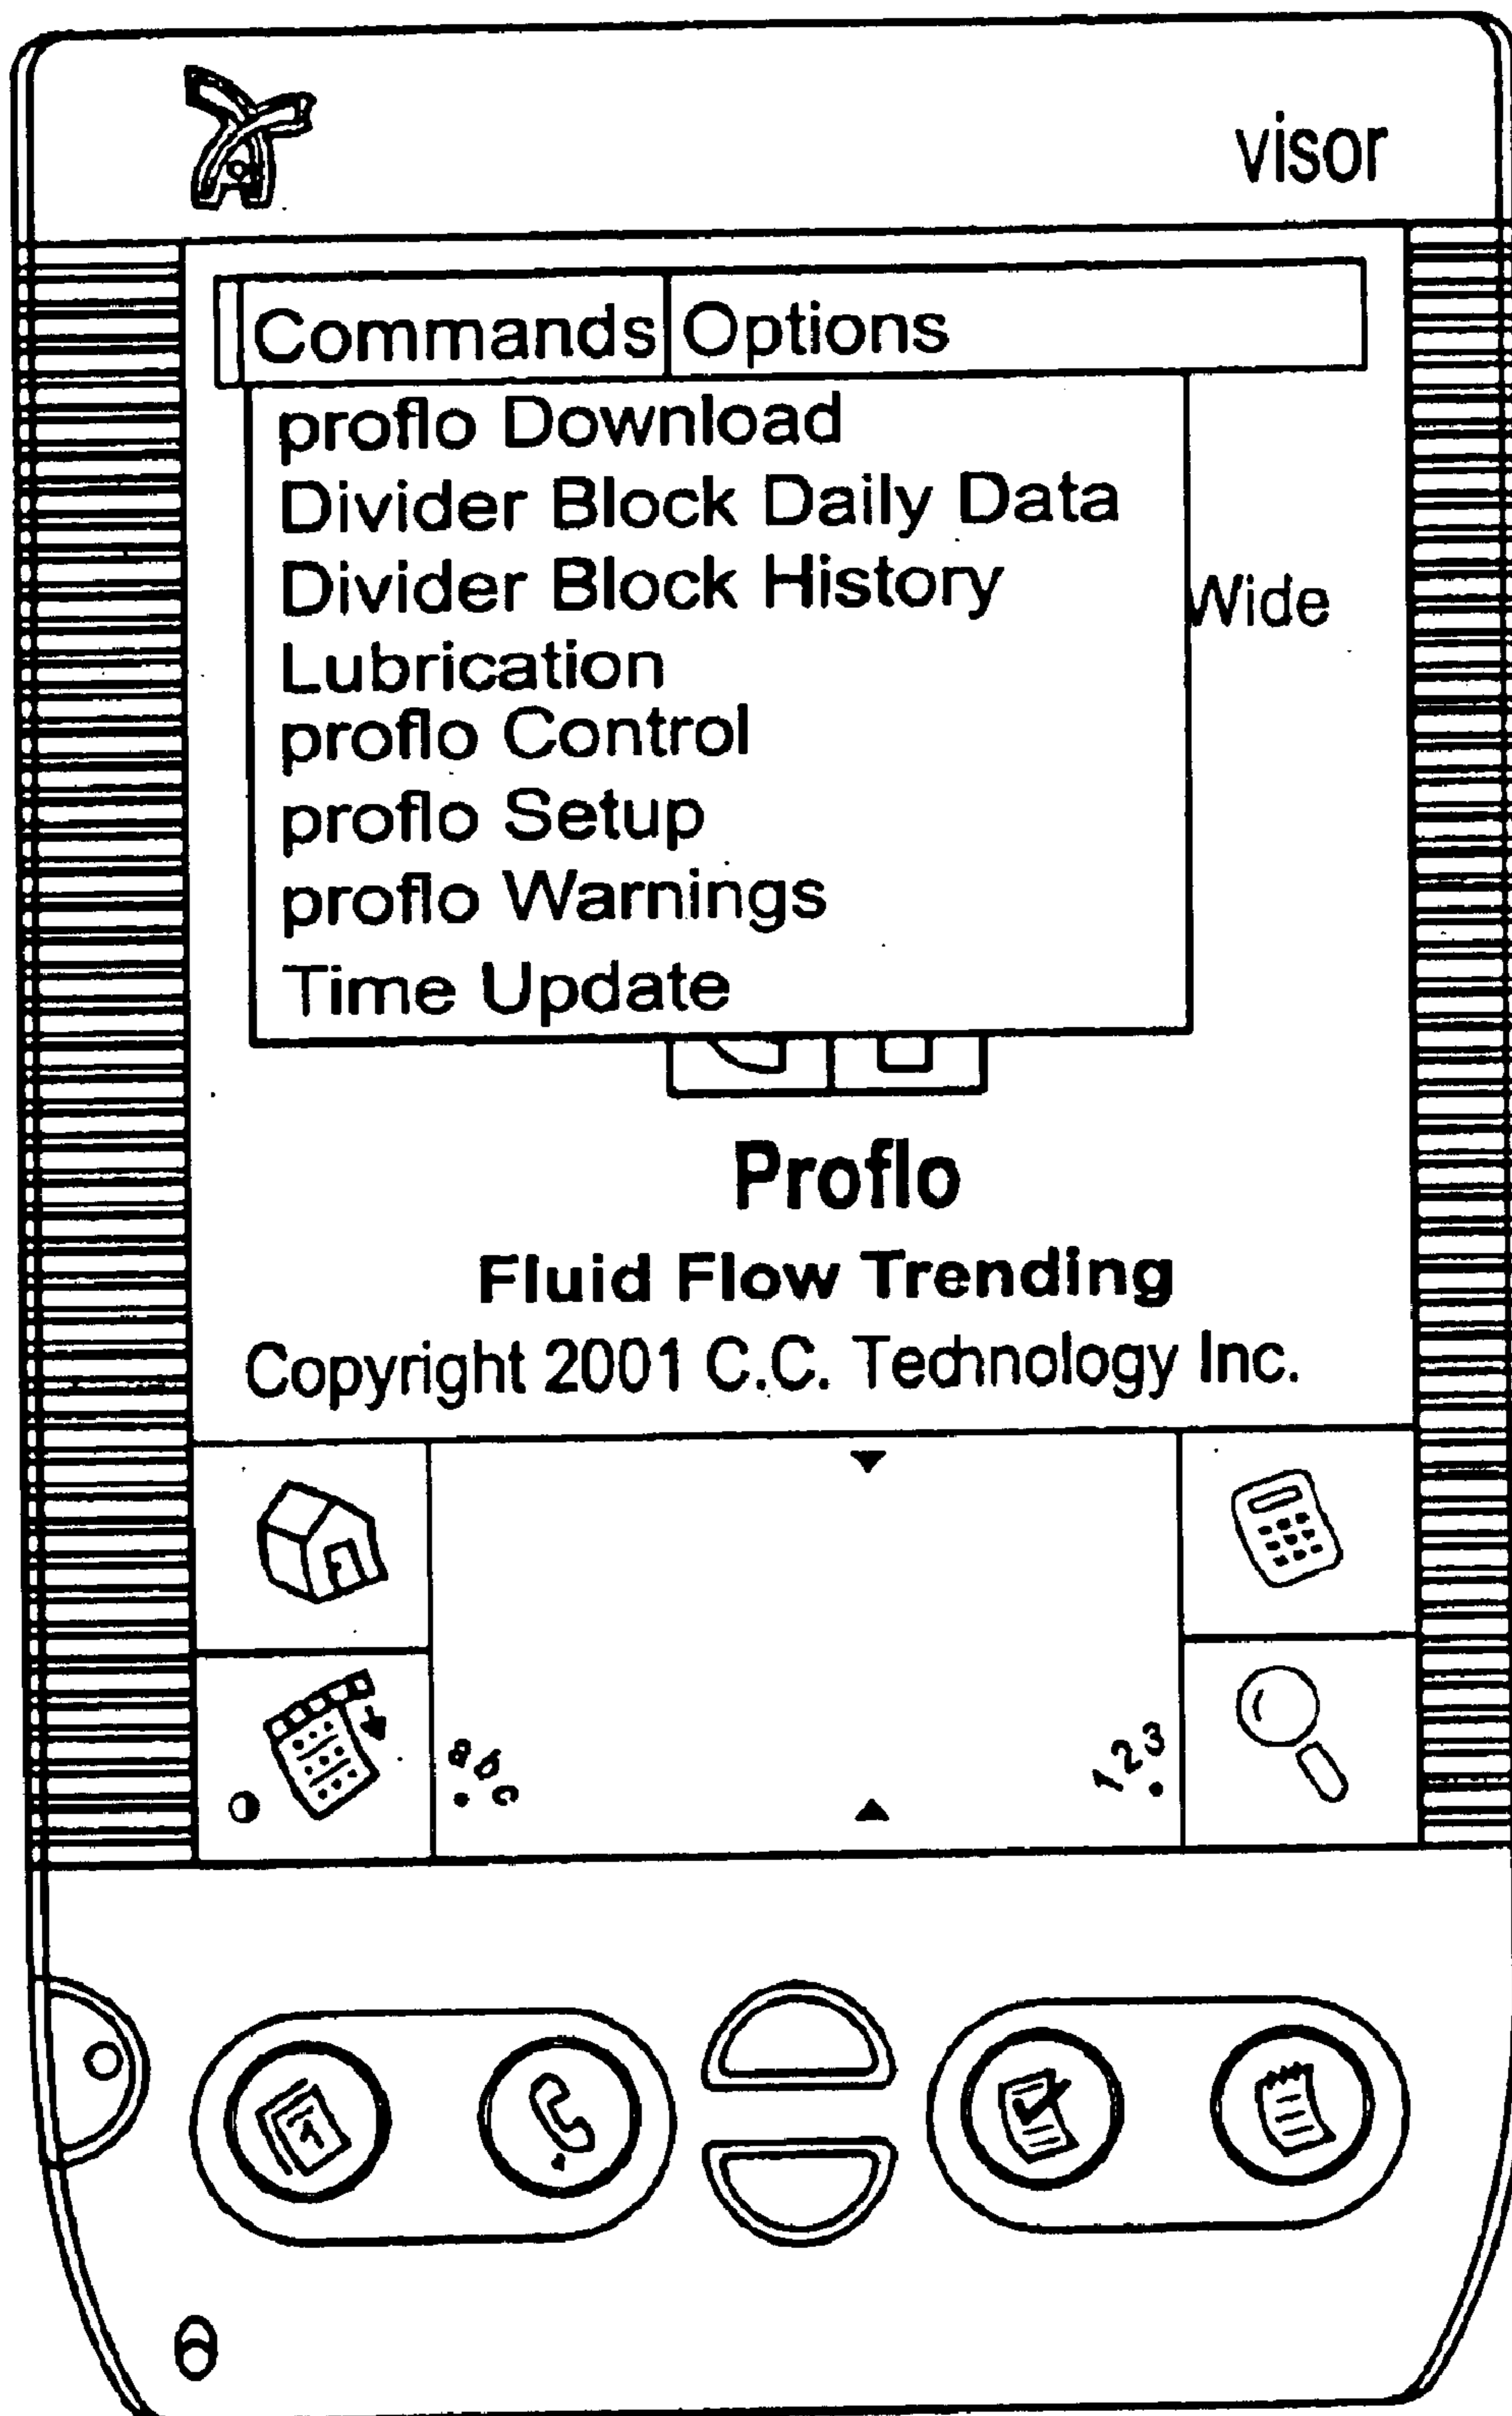 visor
Commands Options
proflo Download
Divider Block Daily Data
Divider Block History
Wide
Lubrication
proflo Control
proflo Setup
proflo Warnings
Time Update
Proflo
Fluid Flow Trending
Copyright 2001 C.C. Technology Inc.
abc
123
1